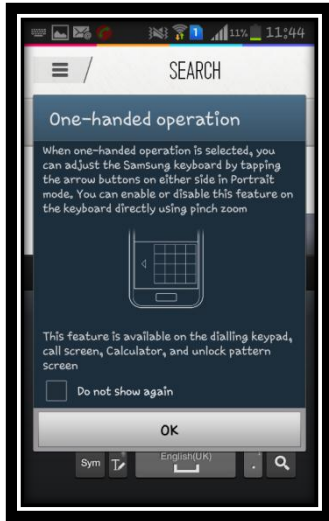 11% 11:44
SEARCH
One-handed operation
When one-handed operation is selected, you
can adjust the Samsung keyboard by tapping
the arrow buttons on either side in Portrait
mode. You can enable or disable this feature on
the keyboard directly using pinch zoom
This feature is available on the dialling keypad,
call screen, Calculator, and unlock pattern
screen
Do not show again
OK
Sym T English(UK) .